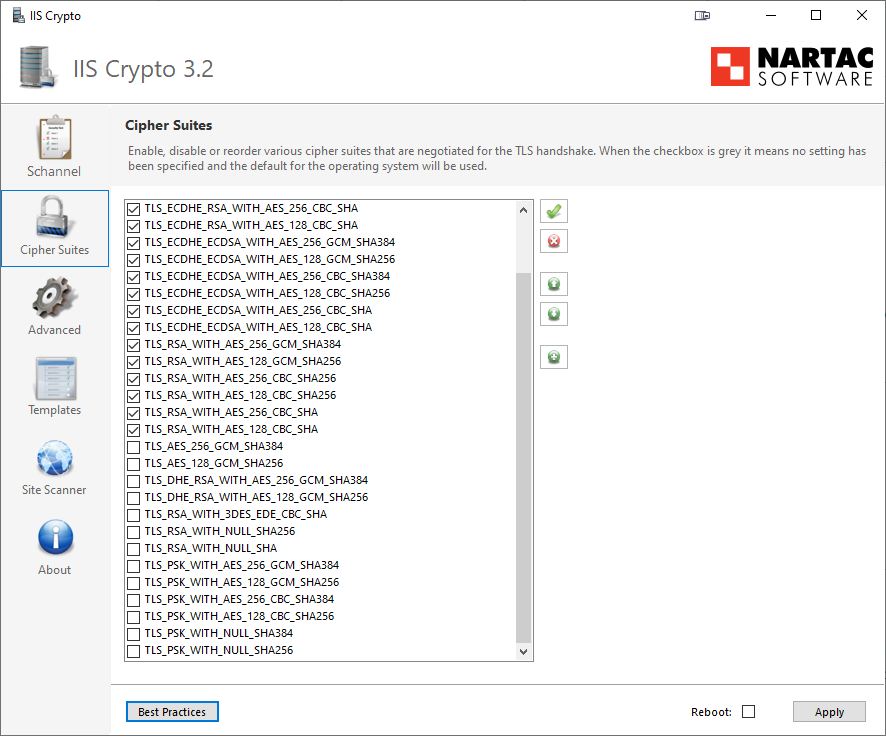 IIS Crypto
IIS Crypto 3.2
NARTAC
SOFTWARE
Schannel
Cipher Suites
Advanced
Templates
Site Scanner
About
Cipher Suites
Enable, disable or reorder various cipher suites that are negotiated for the TLS handshake. When the checkbox is grey it means no setting has
been specified and the default for the operating system will be used.
TLS_ECDHE_RSA_WITH_AES_256_CBC_SHA
TLS_ECDHE_RSA_WITH_AES_128_CBC_SHA
TLS_ECDHE_ECDSA_WITH_AES_256_GCM_SHA384
TLS_ECDHE_ECDSA_WITH_AES_128_GCM_SHA256
TLS_ECDHE_ECDSA_WITH_AES_256_CBC_SHA384
TLS_ECDHE_ECDSA_WITH_AES_128_CBC_SHA256
TLS_ECDHE_ECDSA_WITH_AES_256_CBC_SHA
TLS_ECDHE_ECDSA_WITH_AES_128_CBC_SHA
TLS_RSA_WITH_AES_256_GCM_SHA384
TLS_RSA_WITH_AES_128_GCM_SHA256
TLS_RSA_WITH_AES_256_CBC_SHA256
TLS_RSA_WITH_AES_128_CBC_SHA256
TLS_RSA_WITH_AES_256_CBC_SHA
TLS_RSA_WITH_AES_128_CBC_SHA
TLS_AES_256_GCM_SHA384
TLS_AES_128_GCM_SHA256
TLS_DHE_RSA_WITH_AES_256_GCM_SHA384
TLS_DHE_RSA_WITH_AES_128_GCM_SHA256
TLS_RSA_WITH_3DES_EDE_CBC_SHA
TLS_RSA_WITH_NULL_SHA256
TLS_RSA_WITH_NULL_SHA
TLS_PSK_WITH_AES_256_GCM_SHA384
TLS_PSK_WITH_AES_128_GCM_SHA256
TLS_PSK_WITH_AES_256_CBC_SHA384
TLS_PSK_WITH_AES_128_CBC_SHA256
TLS_PSK_WITH_NULL_SHA384
TLS_PSK_WITH_NULL_SHA256
Best Practices
Reboot:
Apply